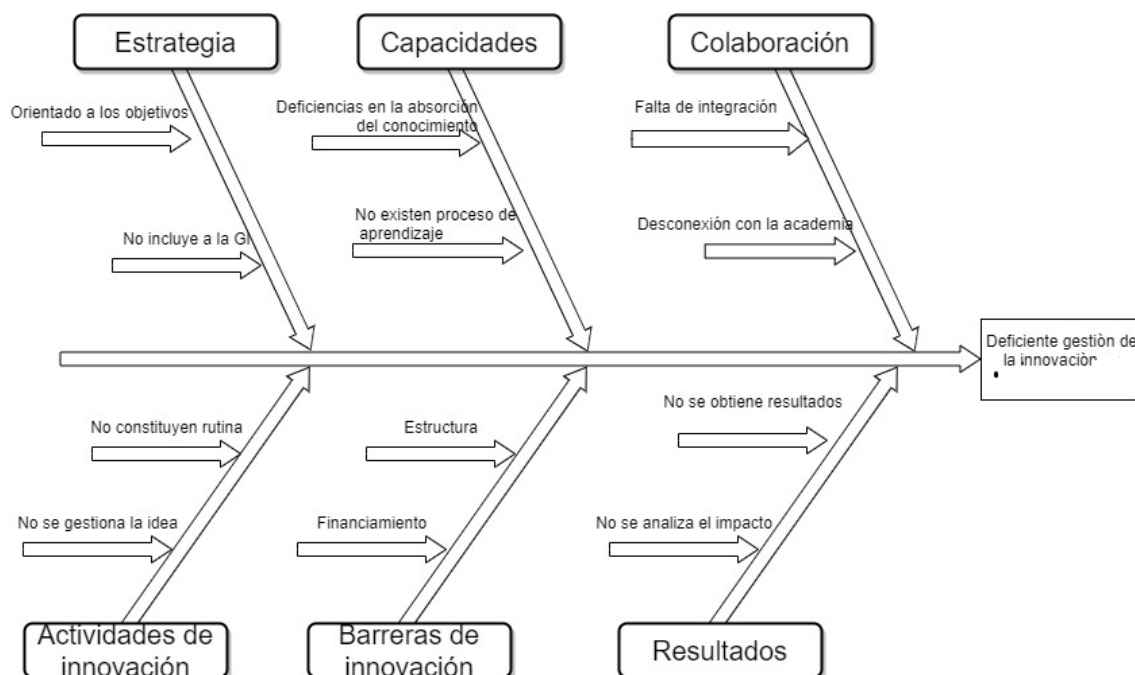 Estrategia
Capacidades
Colaboración
Orientado a los objetivos
Deficiencias en la absorción
del conocimiento
Falta de integración
No incluye a la GI
No existen proceso de
aprendizaje
Desconexión con la academia
Deficiente gestiòn de
la innovaciòn
No constituyen rutina
Estructura
No se obtiene resultados
No se gestiona la idea
Financiamiento
No se analiza el impacto
Actividades de
innovación
Barreras de
innovación
Resultados